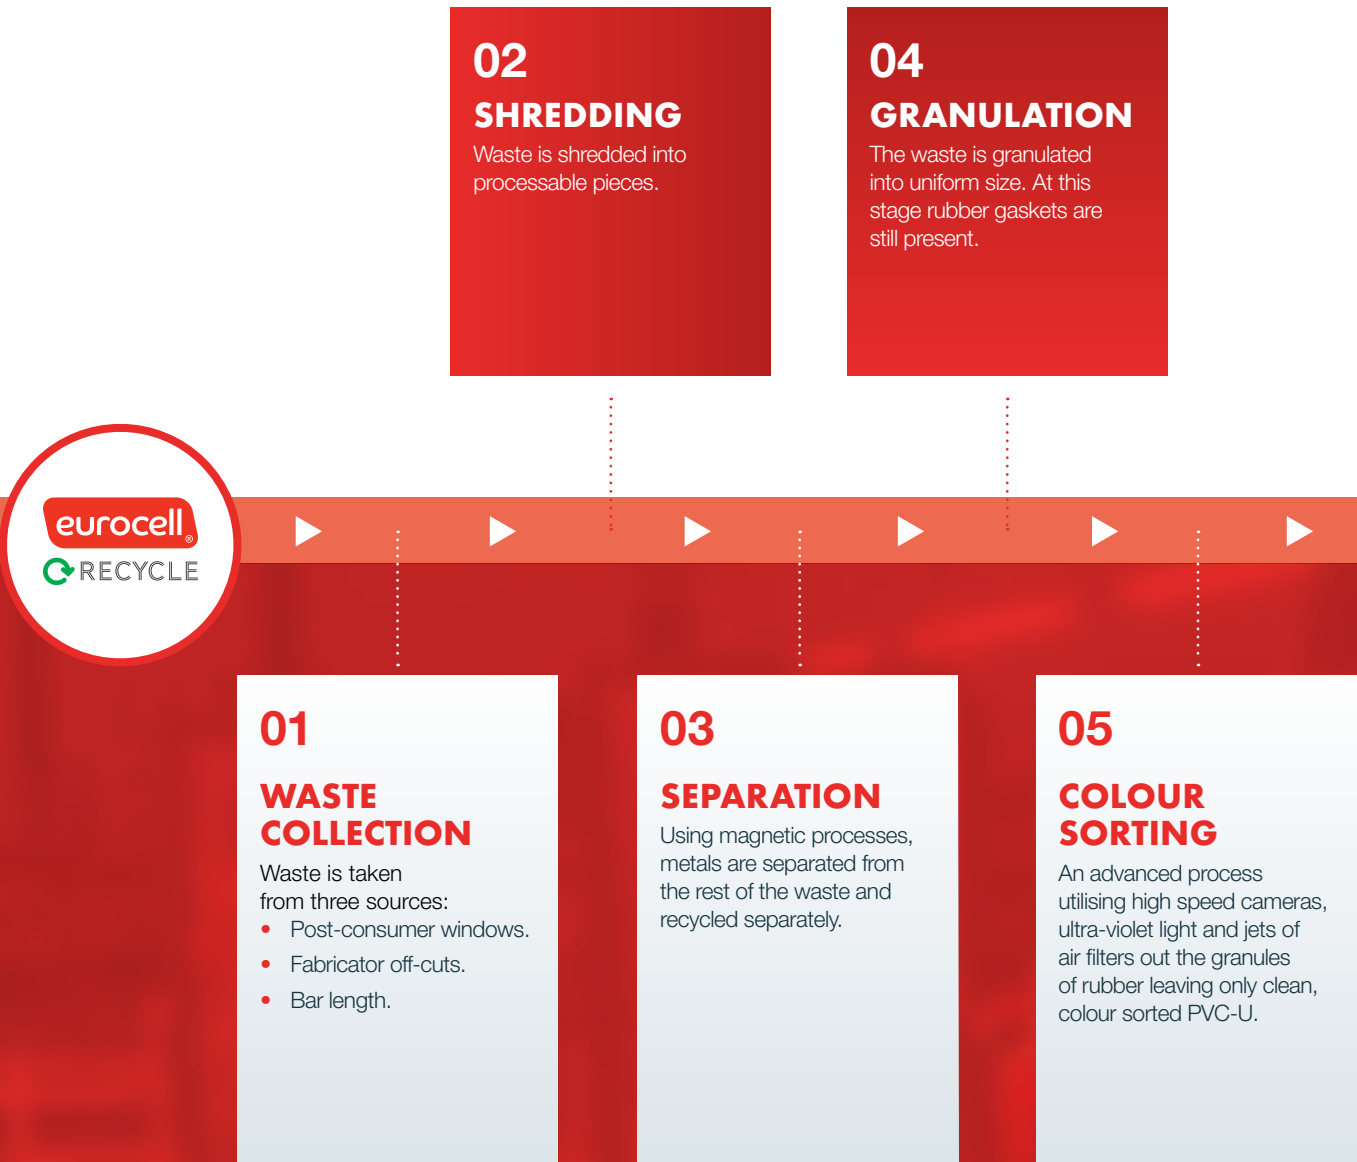 02
SHREDDING
Waste is shredded into
processable pieces.
04
GRANULATION
The waste is granulated
into uniform size. At this
stage rubber gaskets are
still present.
eurocell®
RECYCLE
01
WASTE
COLLECTION
Waste is taken
from three sources:
• Post-consumer windows.
• Fabricator off-cuts.
• Bar length.
03
SEPARATION
Using magnetic processes,
metals are separated from
the rest of the waste and
recycled separately.
05
COLOUR
SORTING
An advanced process
utilising high speed cameras,
ultra-violet light and jets of
air filters out the granules
of rubber leaving only clean,
colour sorted PVC-U.